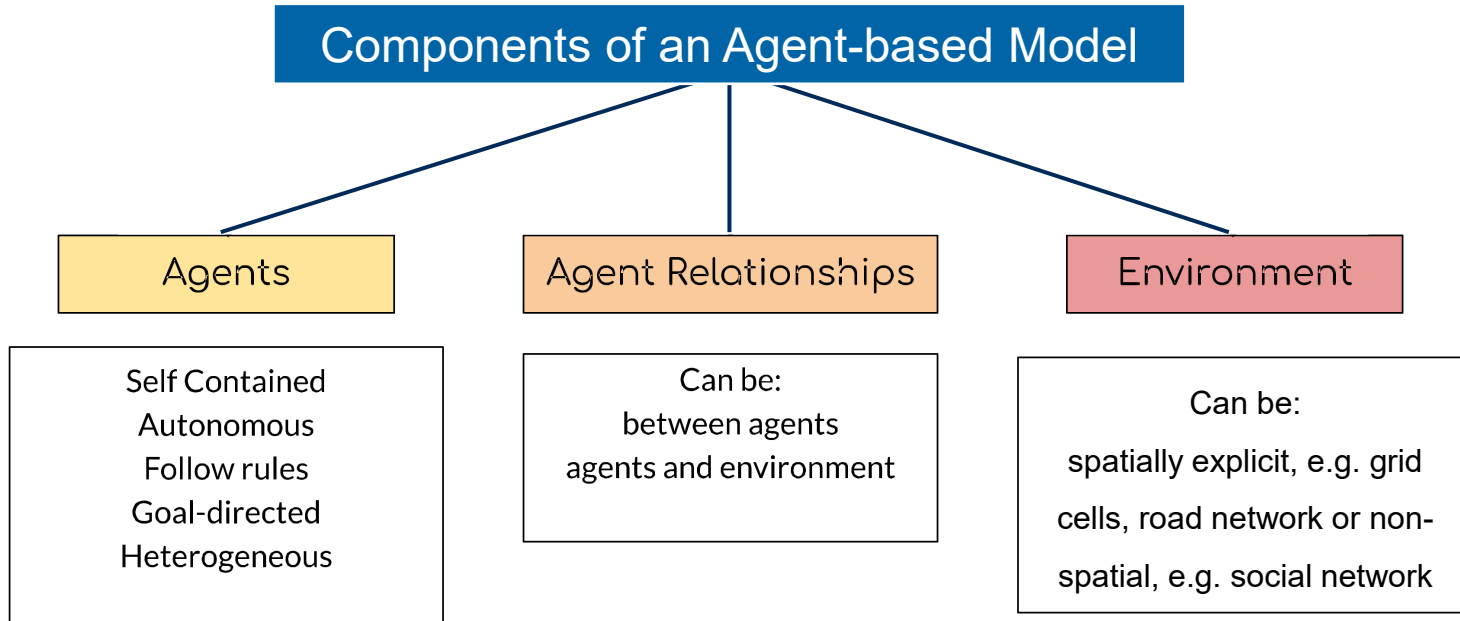 Components of an Agent-based Model
Agents
Self Contained
Autonomous
Follow rules
Goal-directed
Heterogeneous
Agent Relationships
Can be:
between agents
agents and environment
Environment
Can be:
spatially explicit, e.g. grid
cells, road network or non-
spatial, e.g. social network